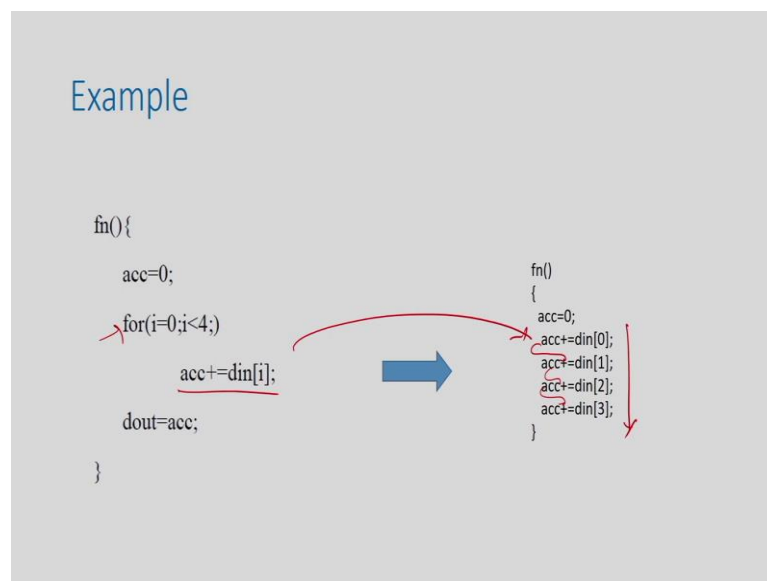 Example
fn(){
acc=0;
for(i=0;i<4;)
acc+=din[i];
dout=acc;
}
fn()
{
acc=0;
acc+=din[0];
acc+=din[1];
acc+=din[2];
acc+=din[3];
}